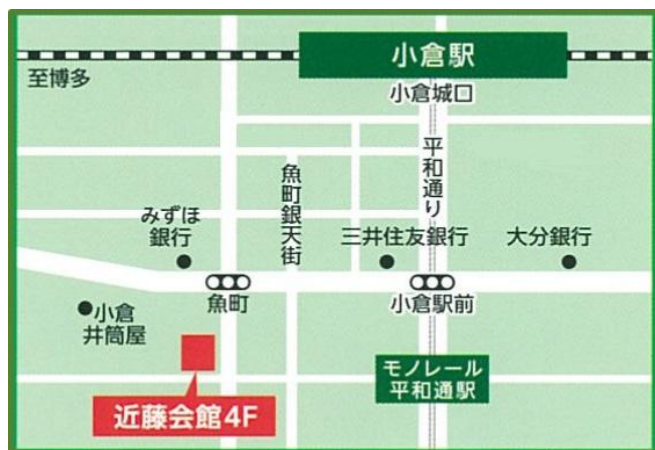 小倉駅
至博多
小倉城口
平和通り
魚町銀天街
みずほ
銀行
三井住友銀行
大分銀行
魚町
小倉駅前
小倉
井筒屋
モノレール
平和通駅
近藤会館4F